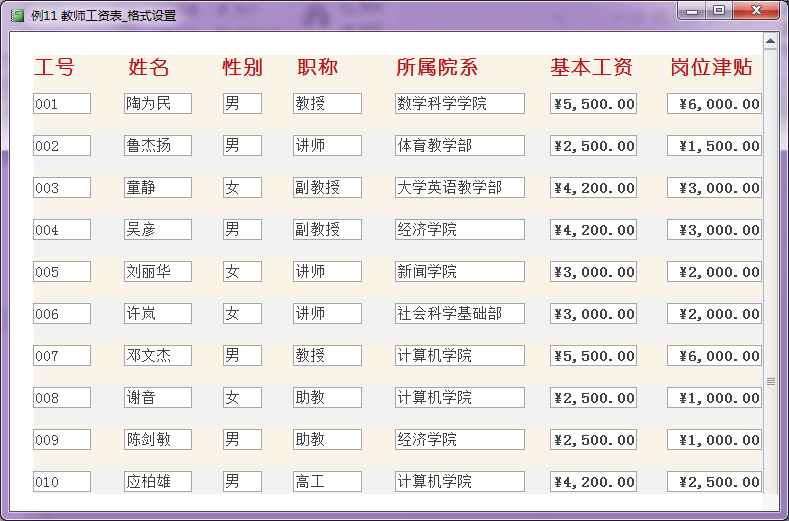 例11 教师工资表_格式设置
工号 姓名 性别 职称 所属院系 基本工资 岗位津贴
001 陶为民 男 教授 数学科学学院 ¥5,500.00 ¥6,000.00
002 鲁杰扬 男 讲师 体育教学部 ¥2,500.00 ¥1,500.00
003 童静 女 副教授 大学英语教学部 ¥4,200.00 ¥3,000.00
004 吴彦 男 副教授 经济学院 ¥4,200.00 ¥3,000.00
005 刘丽华 女 讲师 新闻学院 ¥3,000.00 ¥2,000.00
006 许岚 女 讲师 社会科学基础部 ¥3,000.00 ¥2,000.00
007 邓文杰 男 教授 计算机学院 ¥5,500.00 ¥6,000.00
008 谢音 女 助教 计算机学院 ¥2,500.00 ¥1,000.00
009 陈剑敏 男 助教 经济学院 ¥2,500.00 ¥1,000.00
010 应柏雄 男 高工 计算机学院 ¥4,200.00 ¥2,500.00